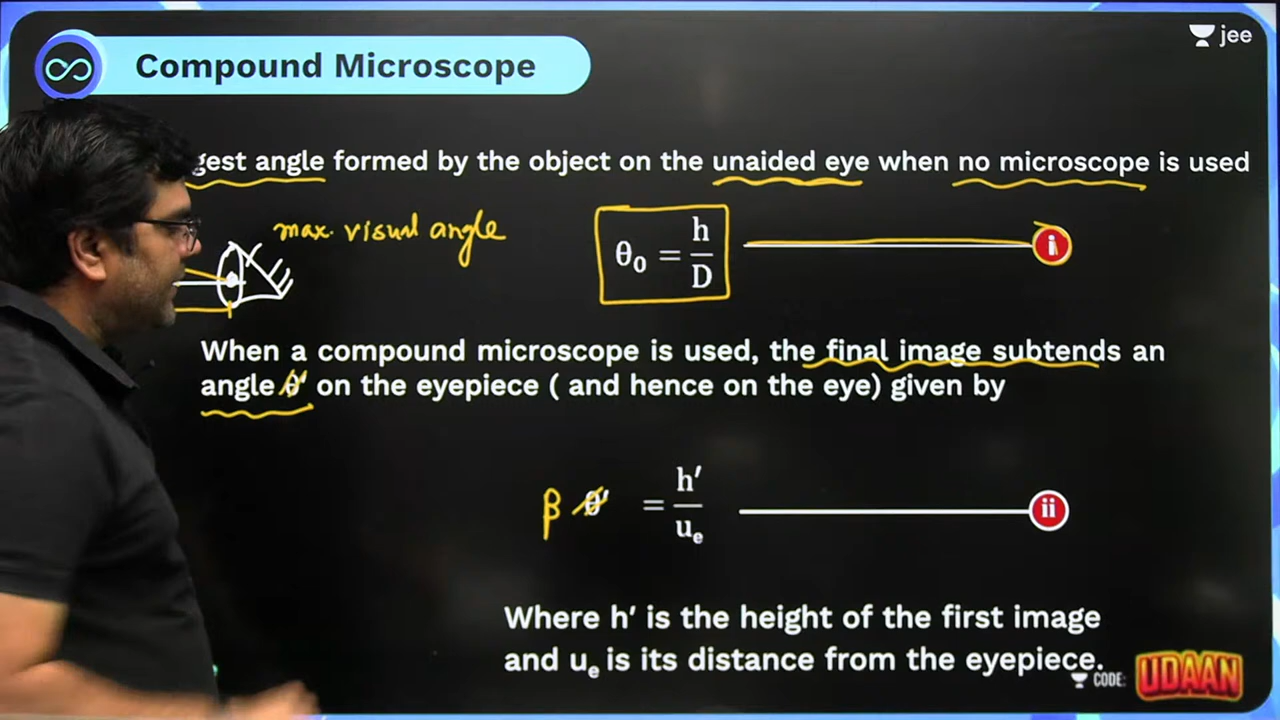 jee
Compound Microscope
gest angle formed by the object on the unaided eye when no microscope is used
max. visual angle
θ₀ = h/D
i
When a compound microscope is used, the final image subtends an
angle θ′ on the eyepiece ( and hence on the eye) given by
β θ′ = h′/uₑ
ii
Where h′ is the height of the first image
and uₑ is its distance from the eyepiece.
CODE: UDAAN